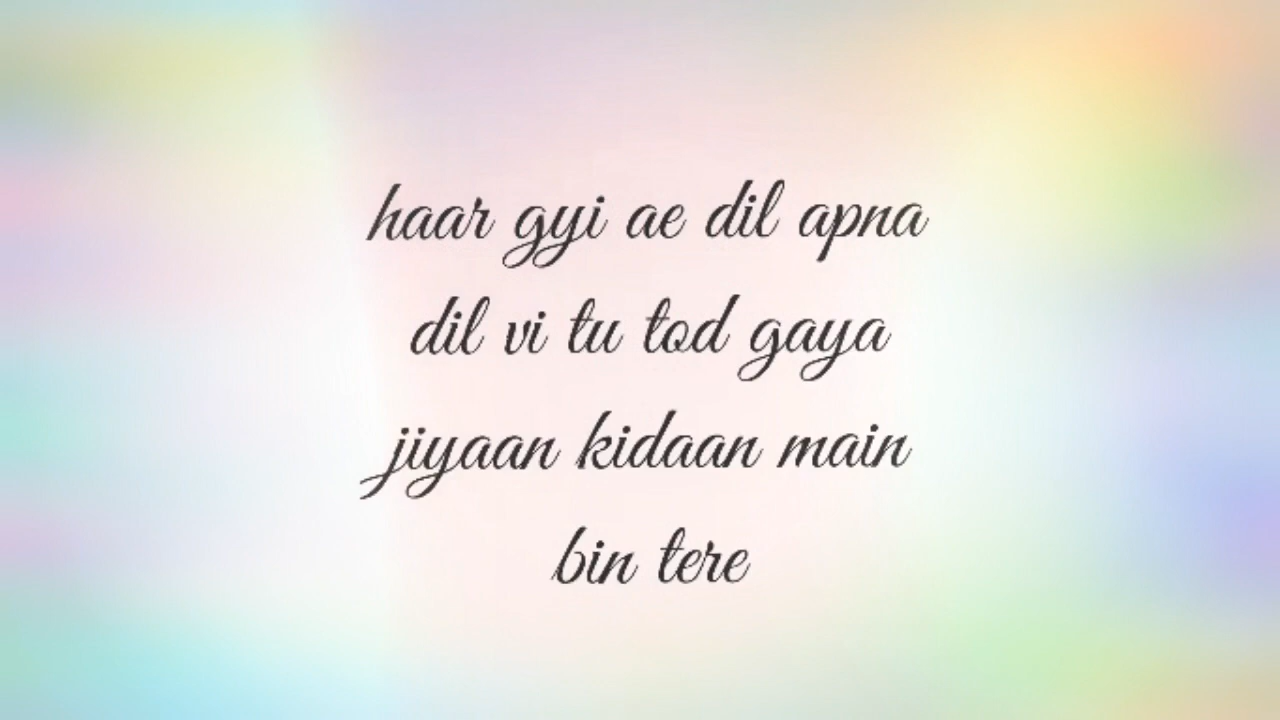 haar gyi ae dil apna
dil vi tu tod gaya
jiyaan kidaan main
bin tere